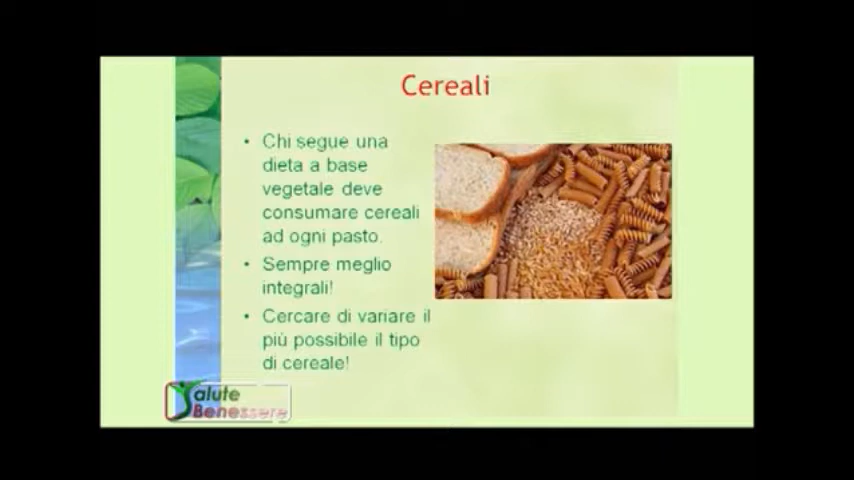 Cereali
• Chi segue una
dieta a base
vegetale deve
consumare cereali
ad ogni pasto.
• Sempre meglio
integrali!
• Cercare di variare il
più possibile il tipo
di cereale!
Salute
Benessere